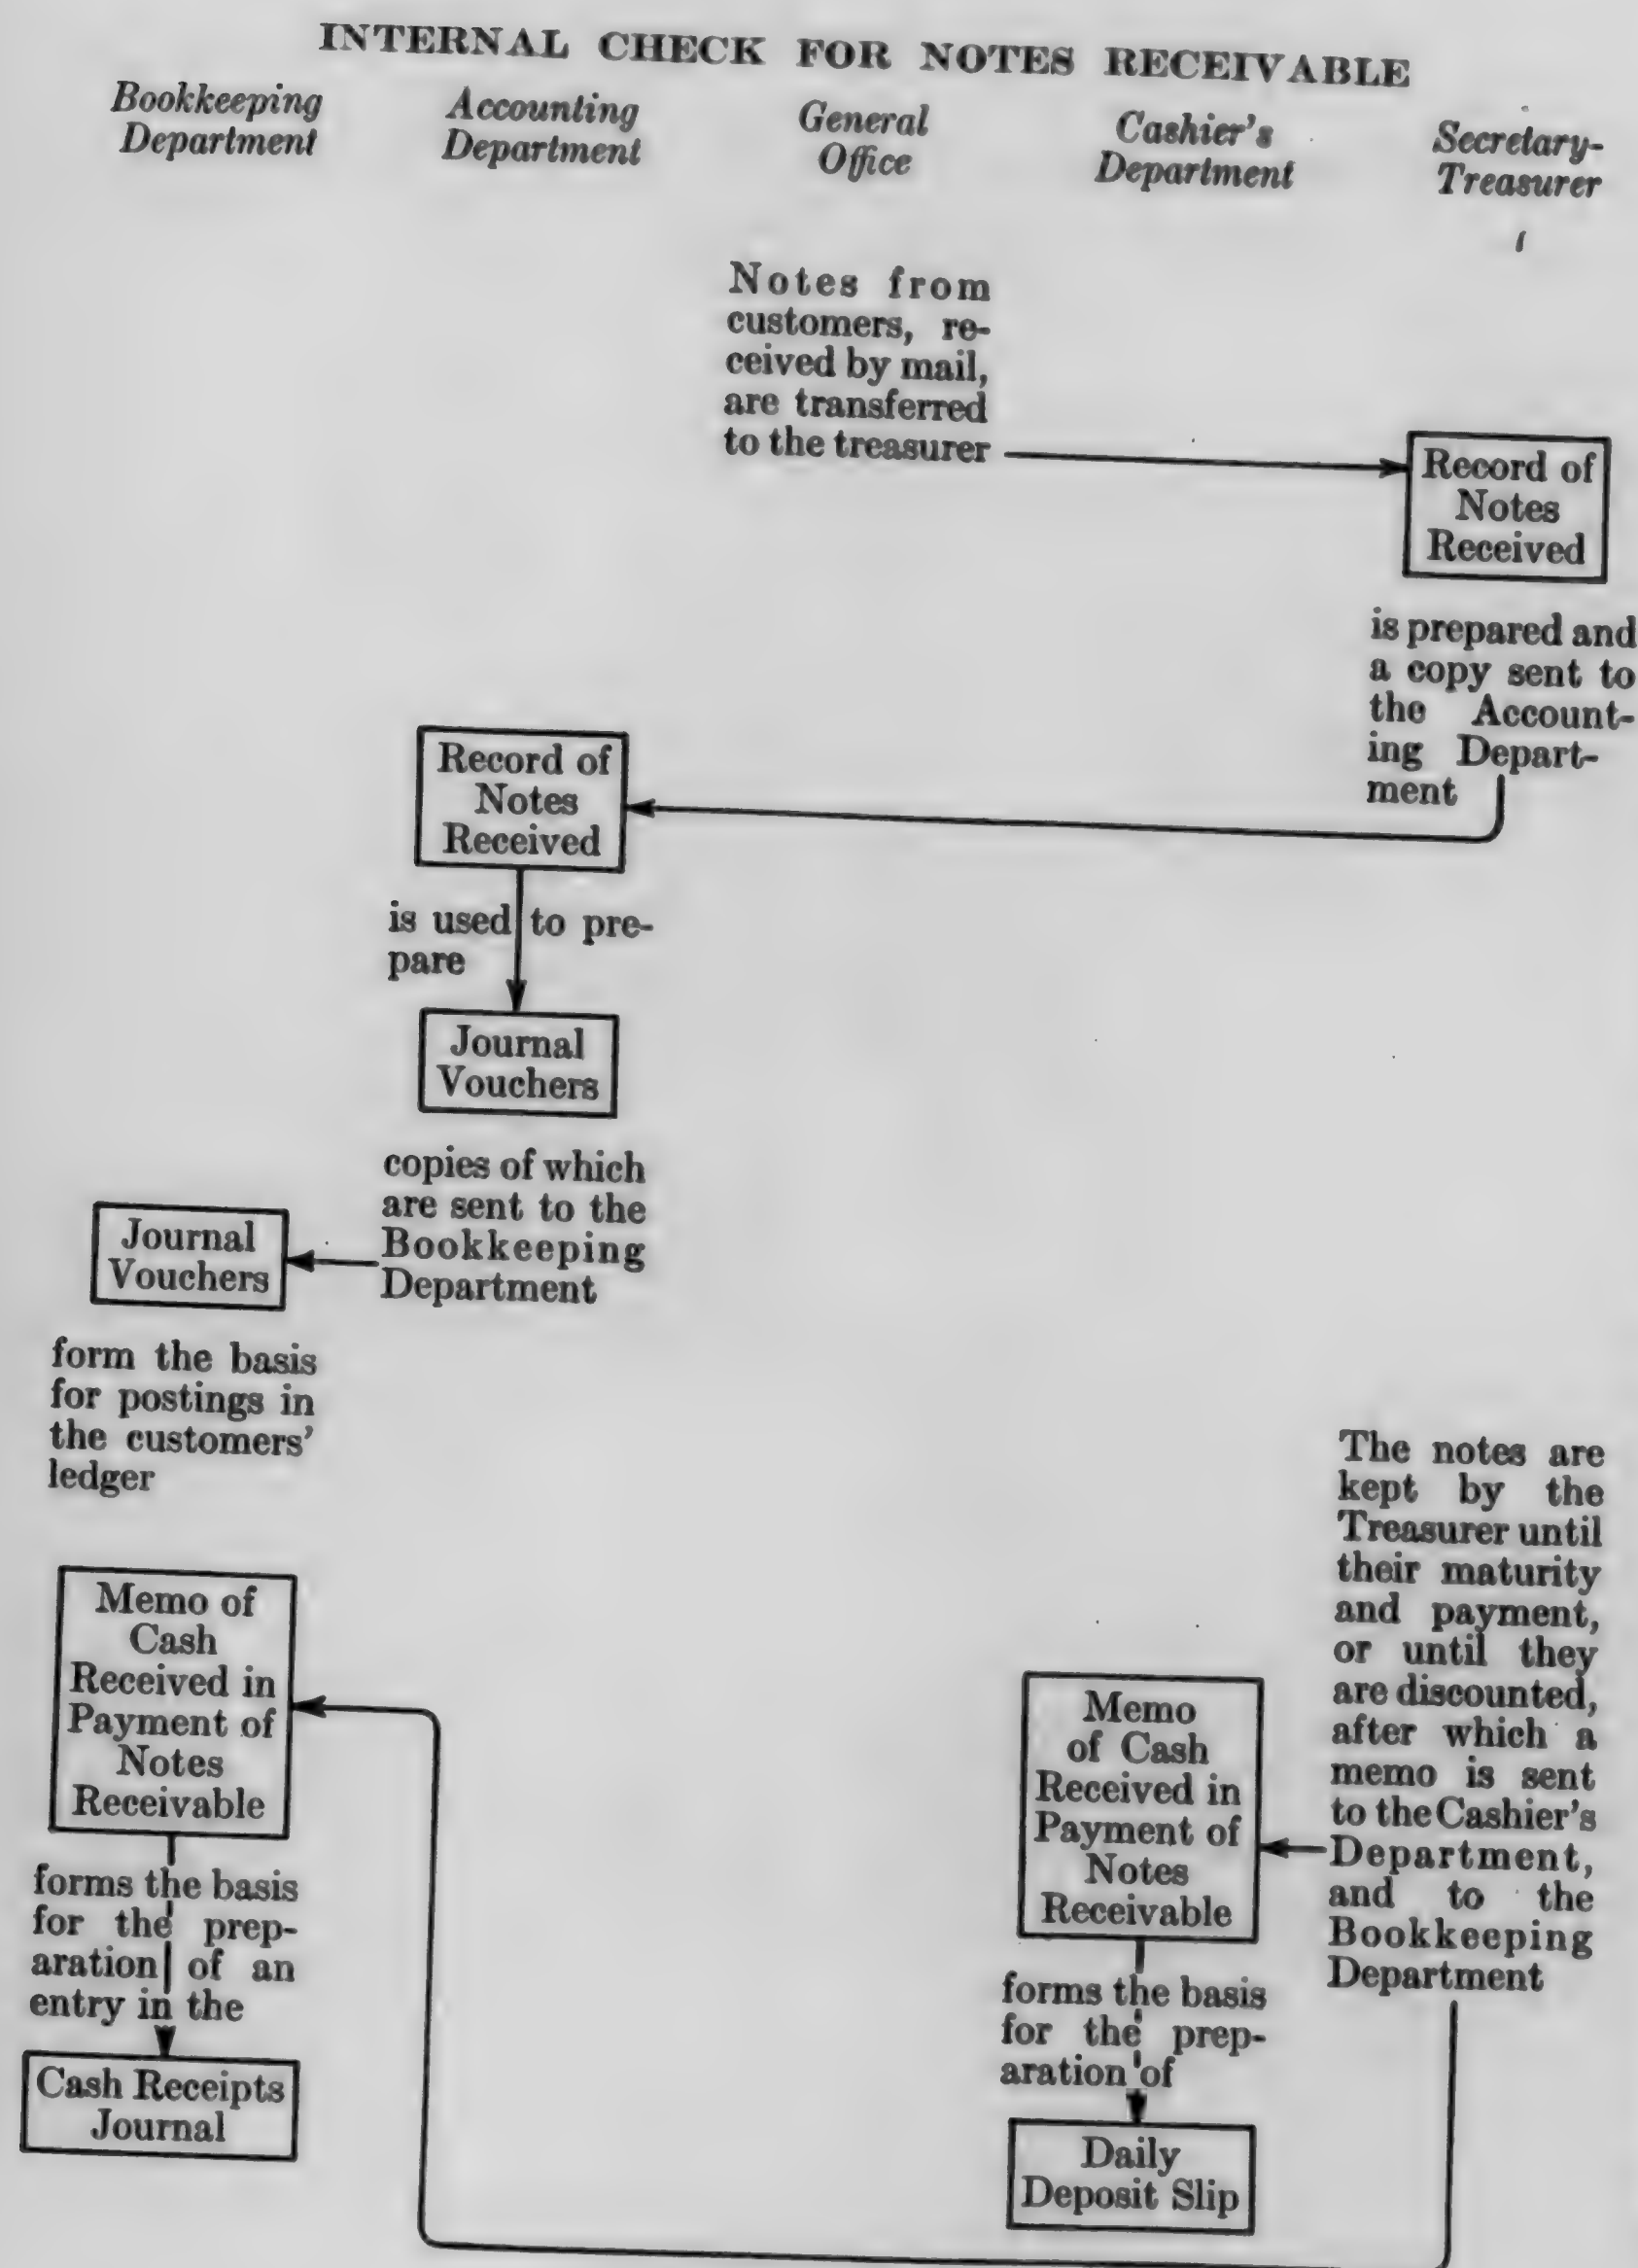 INTERNAL CHECK FOR NOTES RECEIVABLE
Bookkeeping
Department
Accounting
Department
General
Office
Cashier's
Department
Secretary-
Treasurer
Notes from
customers, re-
ceived by mail,
are transferred
to the treasurer
Record of
Notes
Received
is prepared and
a copy sent to
the Account-
ing Depart-
ment
Record of
Notes
Received
is used to pre-
pare
Journal
Vouchers
copies of which
are sent to the
Bookkeeping
Department
Journal
Vouchers
form the basis
for postings in
the customers'
ledger
The notes are
kept by the
Treasurer until
their maturity
and payment,
or until they
are discounted,
after which a
memo is sent
to the Cashier's
Department,
and to the
Bookkeeping
Department
Memo
of Cash
Received in
Payment of
Notes
Receivable
forms the basis
for the prep-
aration of
Daily
Deposit Slip
Memo of
Cash
Received in
Payment of
Notes
Receivable
forms the basis
for the prep-
aration of an
entry in the
Cash Receipts
Journal